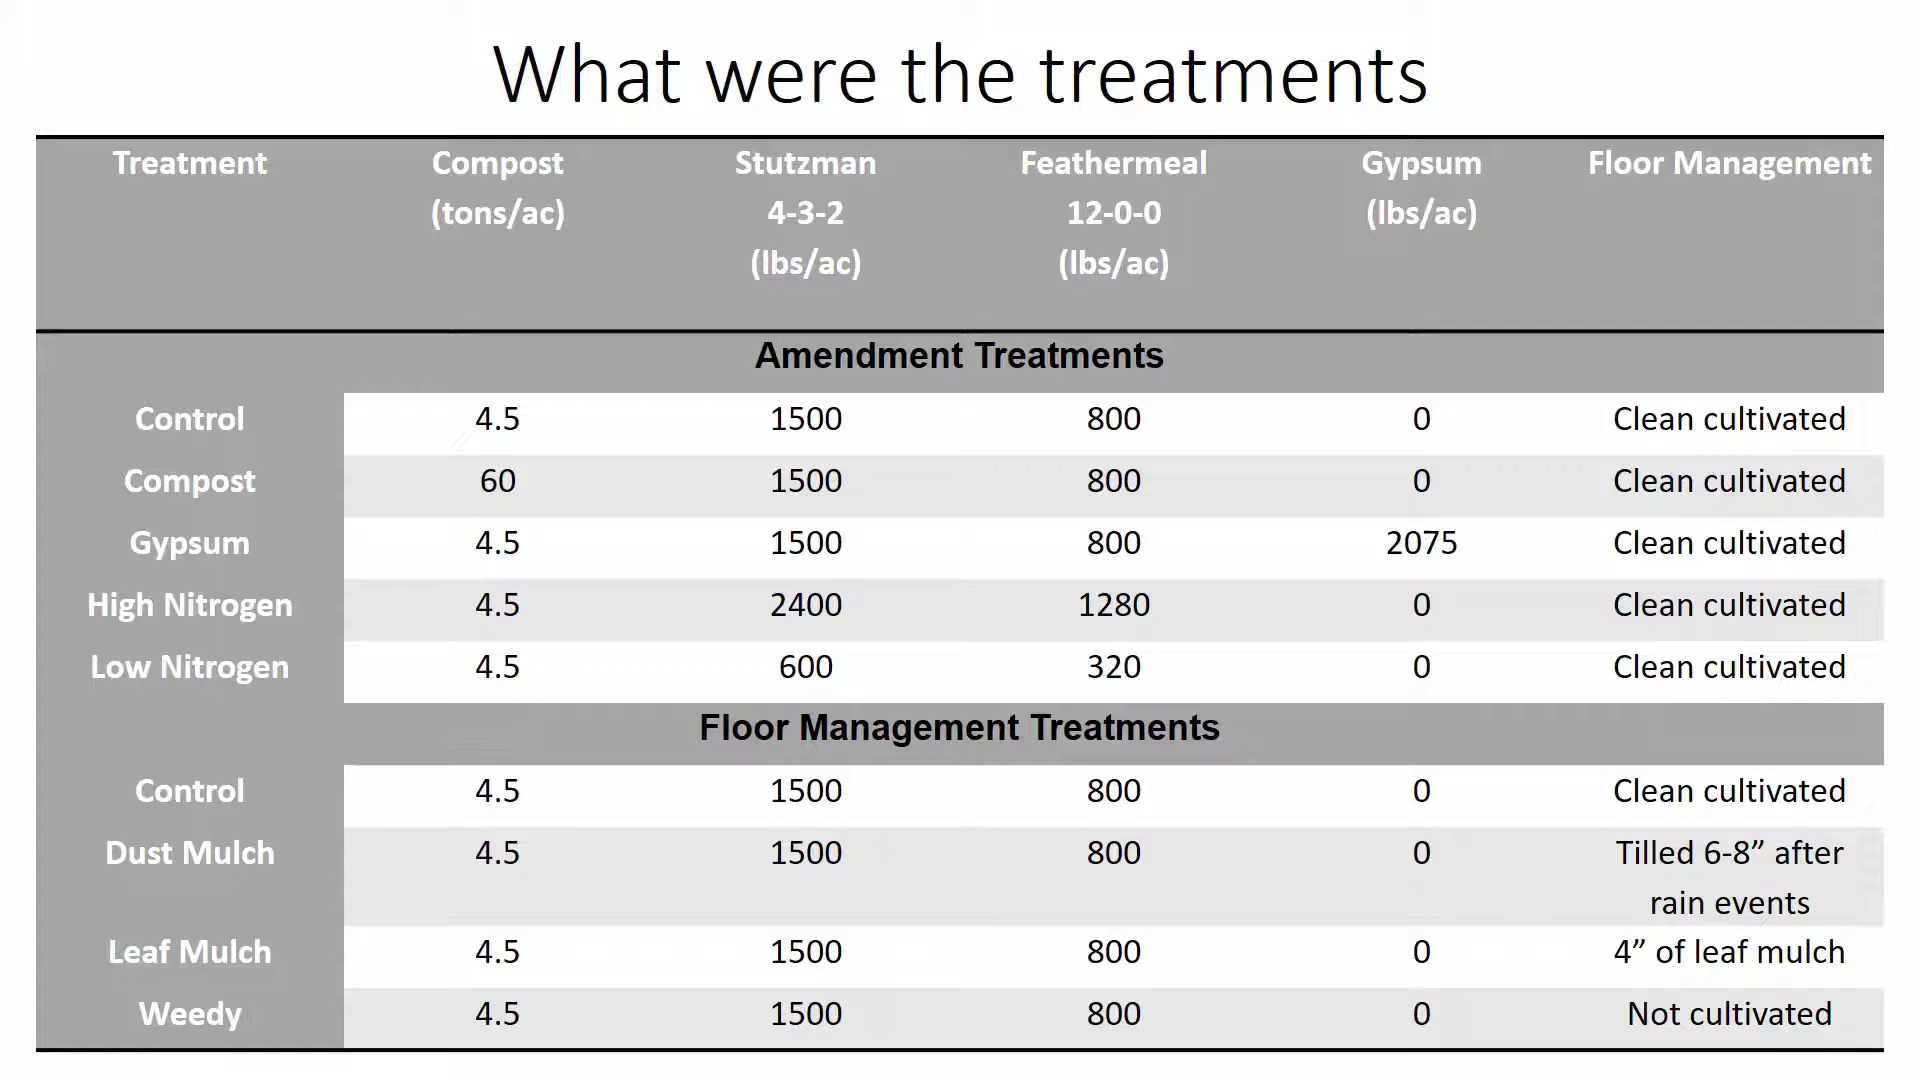 What were the treatments
Treatment Compost Stutzman Feathermeal Gypsum Floor Management
(tons/ac) 4-3-2 12-0-0 (lbs/ac)
(lbs/ac) (lbs/ac)
Amendment Treatments
Control 4.5 1500 800 0 Clean cultivated
Compost 60 1500 800 0 Clean cultivated
Gypsum 4.5 1500 800 2075 Clean cultivated
High Nitrogen 4.5 2400 1280 0 Clean cultivated
Low Nitrogen 4.5 600 320 0 Clean cultivated
Floor Management Treatments
Control 4.5 1500 800 0 Clean cultivated
Dust Mulch 4.5 1500 800 0 Tilled 6-8” after
rain events
Leaf Mulch 4.5 1500 800 0 4” of leaf mulch
Weedy 4.5 1500 800 0 Not cultivated